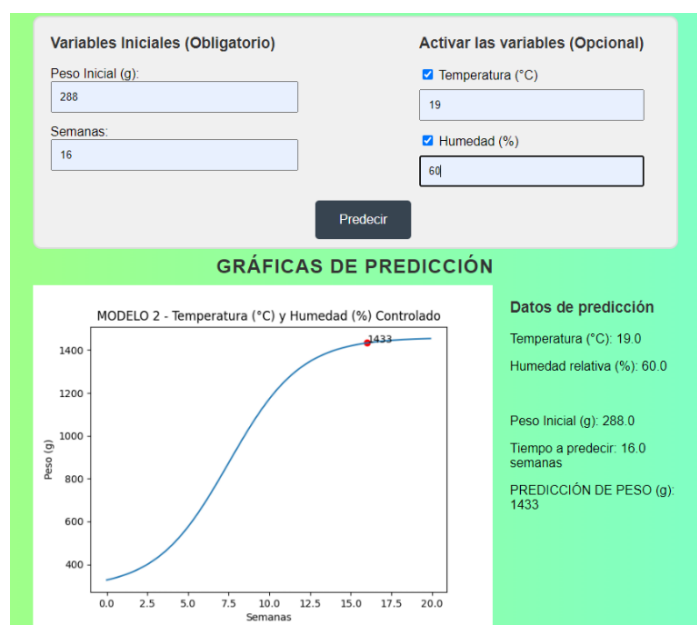 Variables Iniciales (Obligatorio)
Peso Inicial (g):
288
Semanas:
16
Activar las variables (Opcional)
Temperatura (°C)
19
Humedad (%)
60
Predecir
GRÁFICAS DE PREDICCIÓN
MODELO 2 - Temperatura (°C) y Humedad (%) Controlado
1433
1400
1200
1000
800
600
400
Peso (g)
0.0 2.5 5.0 7.5 10.0 12.5 15.0 17.5 20.0
Semanas
Datos de predicción
Temperatura (°C): 19.0
Humedad relativa (%): 60.0
Peso Inicial (g): 288.0
Tiempo a predecir: 16.0
semanas
PREDICCIÓN DE PESO (g):
1433